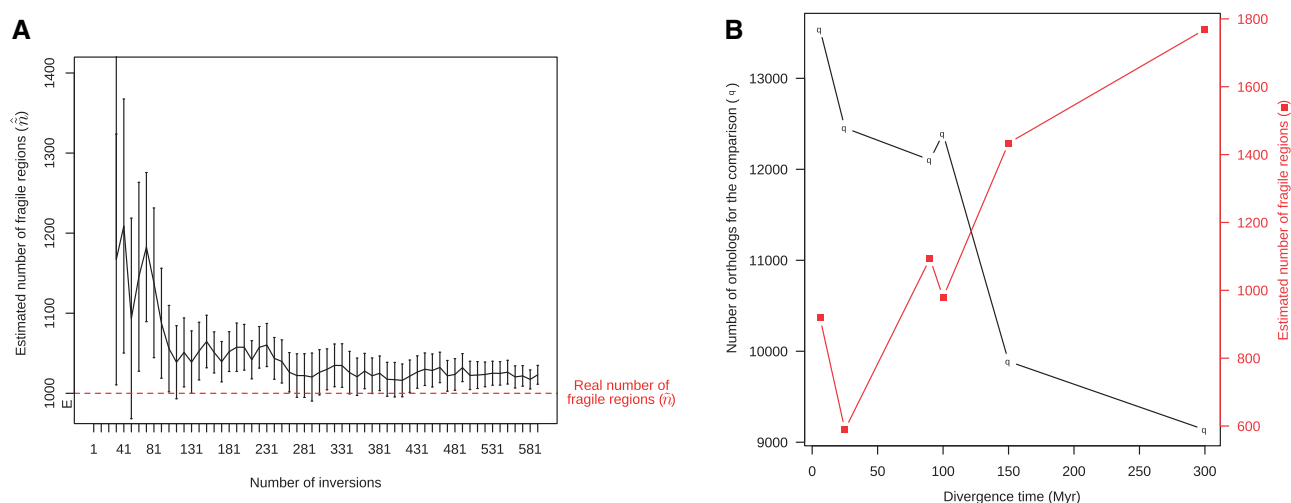 A
Estimated number of fragile regions (n̂̃)
1400
1300
1200
1100
1000
E
1 41 81 131 181 231 281 331 381 431 481 531 581
Number of inversions
Real number of
fragile regions (ñ)
B
Number of orthologs for the comparison ( q )
13000
12000
11000
10000
9000
q
q
q
q
q
q
0 50 100 150 200 250 300
Divergence time (Myr)
1800
1600
1400
1200
1000
800
600
Estimated number of fragile regions (■)